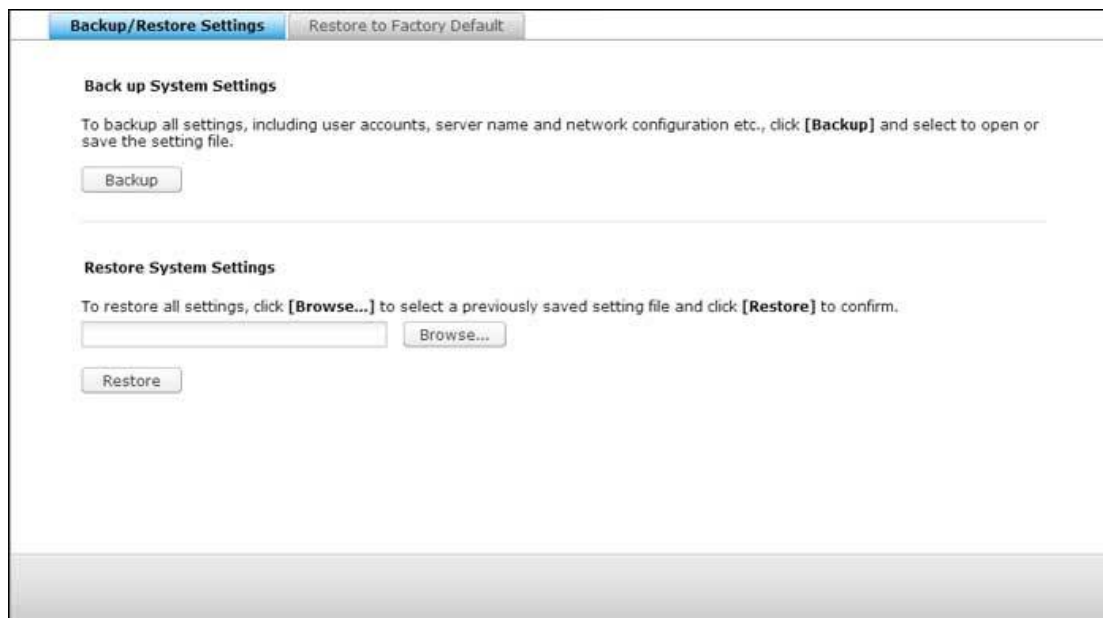 Backup/Restore Settings
Restore to Factory Default
Back up System Settings
To backup all settings, including user accounts, server name and network configuration etc., click [Backup] and select to open or
save the setting file.
Backup
Restore System Settings
To restore all settings, click [Browse...] to select a previously saved setting file and click [Restore] to confirm.
Browse...
Restore